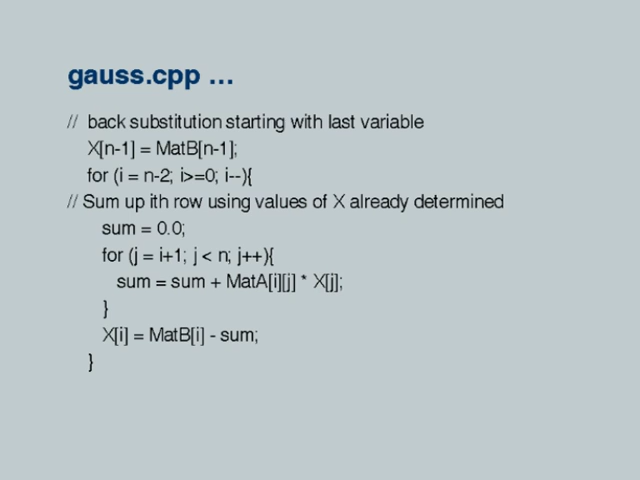 gauss.cpp …
// back substitution starting with last variable
X[n-1] = MatB[n-1];
for (i = n-2; i>=0; i--){
// Sum up ith row using values of X already determined
sum = 0.0;
for (j = i+1; j < n; j++){
sum = sum + MatA[i][j] * X[j];
}
X[i] = MatB[i] - sum;
}